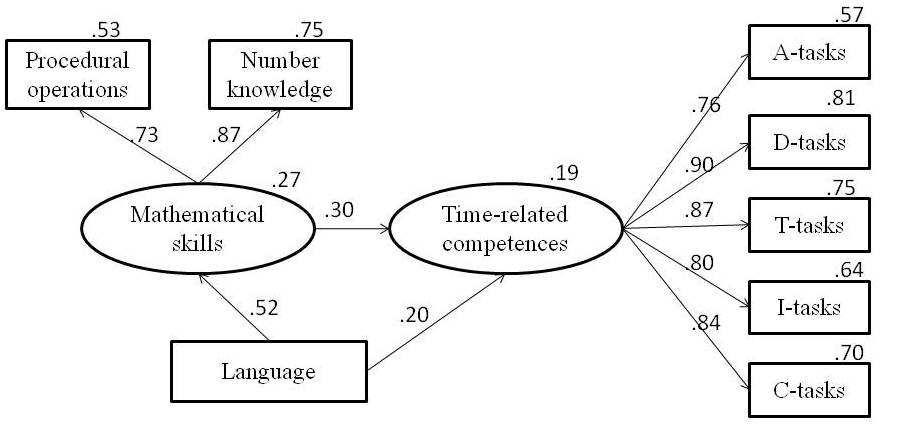 .53
.75
.57
Procedural
operations
Number
knowledge
A-tasks
.73
.87
.76
.81
D-tasks
.90
.27
.19
.75
Mathematical
skills
.30
Time-related
competences
.87
T-tasks
.80
.64
I-tasks
.52
.20
.84
.70
Language
C-tasks